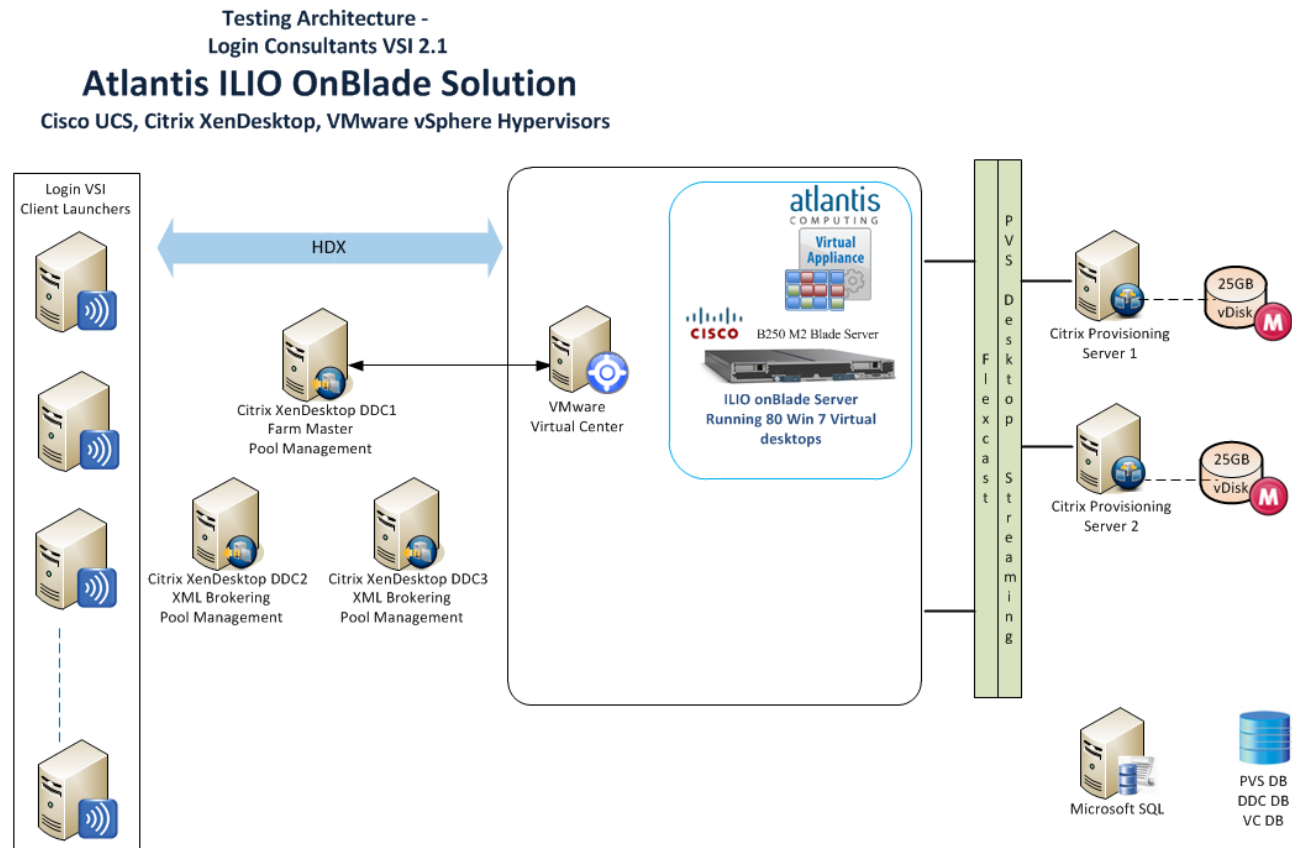 Testing Architecture -
Login Consultants VSI 2.1
Atlantis ILIO OnBlade Solution
Cisco UCS, Citrix XenDesktop, VMware vSphere Hypervisors
Login VSI
Client Launchers
HDX
Citrix XenDesktop DDC1
Farm Master
Pool Management
Citrix XenDesktop DDC2
XML Brokering
Pool Management
Citrix XenDesktop DDC3
XML Brokering
Pool Management
VMware
Virtual Center
atlantis
COMPUTING
Virtual
Appliance
CISCO
B250 M2 Blade Server
ILIO onBlade Server
Running 80 Win 7 Virtual
desktops
Flexcast
PVS Desktop Streaming
Citrix Provisioning
Server 1
25GB
vDisk
M
Citrix Provisioning
Server 2
25GB
vDisk
M
Microsoft SQL
PVS DB
DDC DB
VC DB